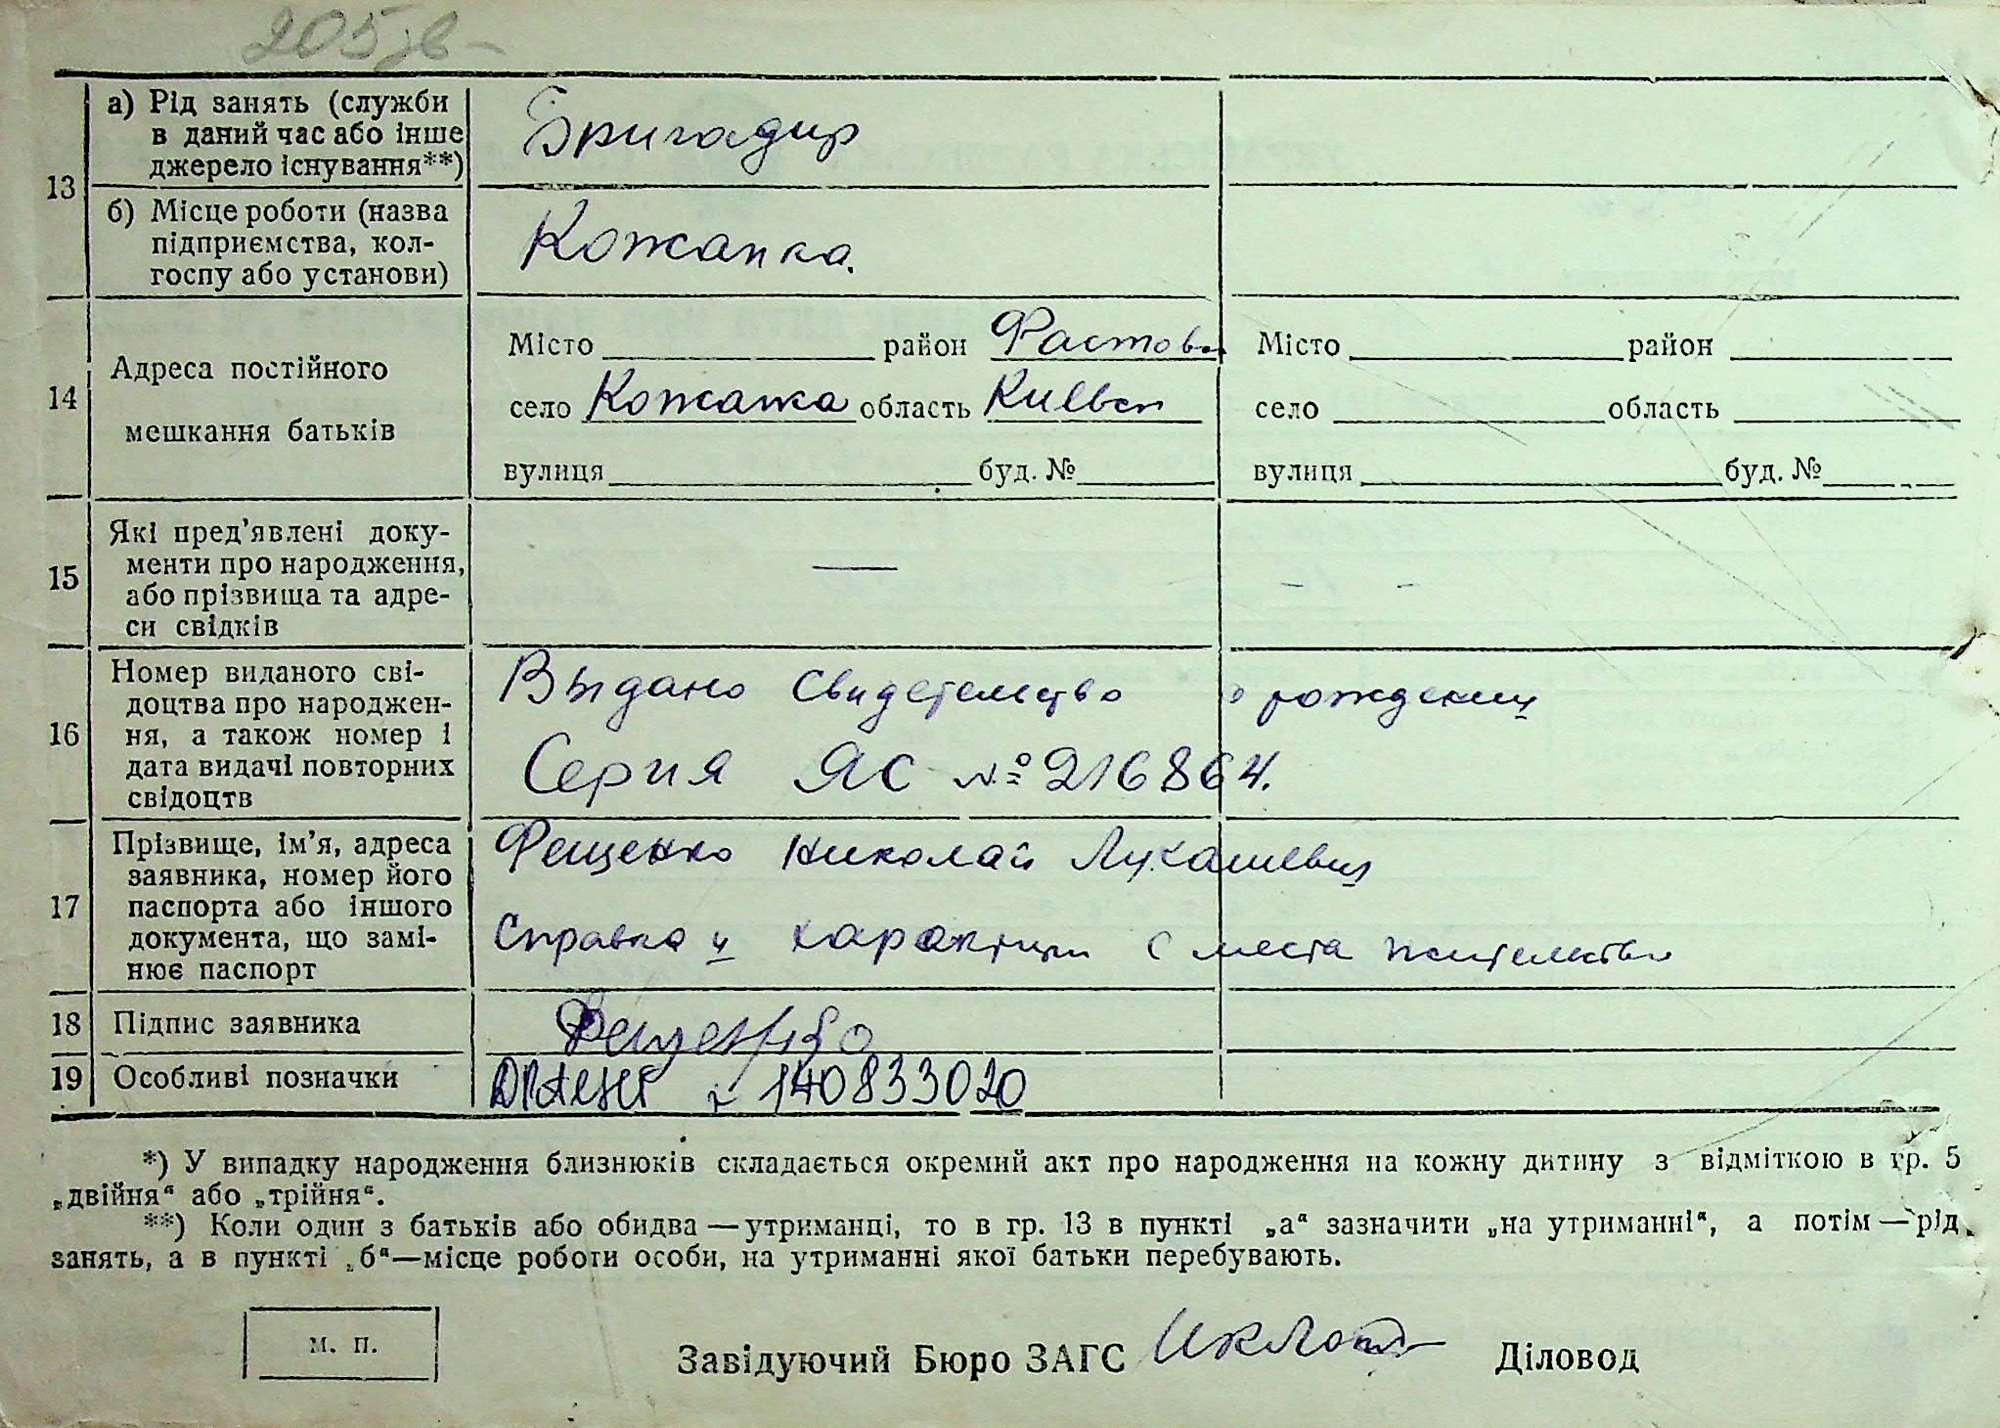 205
13
а) Рід занять (служби
в даний час або інше
джерело існування**)
Бригадир
б) Місце роботи (назва
підприємства, кол-
госпу або установи)
Кожанка.
14
Адреса постійного
мешкання батьків
Місто район Фастовс
село Кожанка область Киевск
вулиця буд. №
Місто район
село область
вулиця буд. №
15
Які пред’явлені доку-
менти про народження,
або прізвища та адре-
си свідків
—
16
Номер виданого сві-
доцтва про народжен-
ня, а також номер і
дата видачі повторних
свідоцтв
Выдано Свидетельство о рождении
Серия ЯС № 216864.
17
Прізвище, ім’я, адреса
заявника, номер його
паспорта або іншого
документа, що замі-
нює паспорт
Фещенко Николай Лукашевич
Справка и характери с места жительства
18
Підпис заявника
Фещенко
19
Особливі позначки
140833020
*) У випадку народження близнюків складається окремий акт про народження на кожну дитину з відміткою в гр. 5
„двійня“ або „трійня“.
**) Коли один з батьків або обидва — утриманці, то в гр. 13 в пункті „а“ зазначити „на утриманні“, а потім — рід
занять, а в пункті „б“—місце роботи особи, на утриманні якої батьки перебувають.
м. п.
Завідуючий Бюро ЗАГС
Діловод